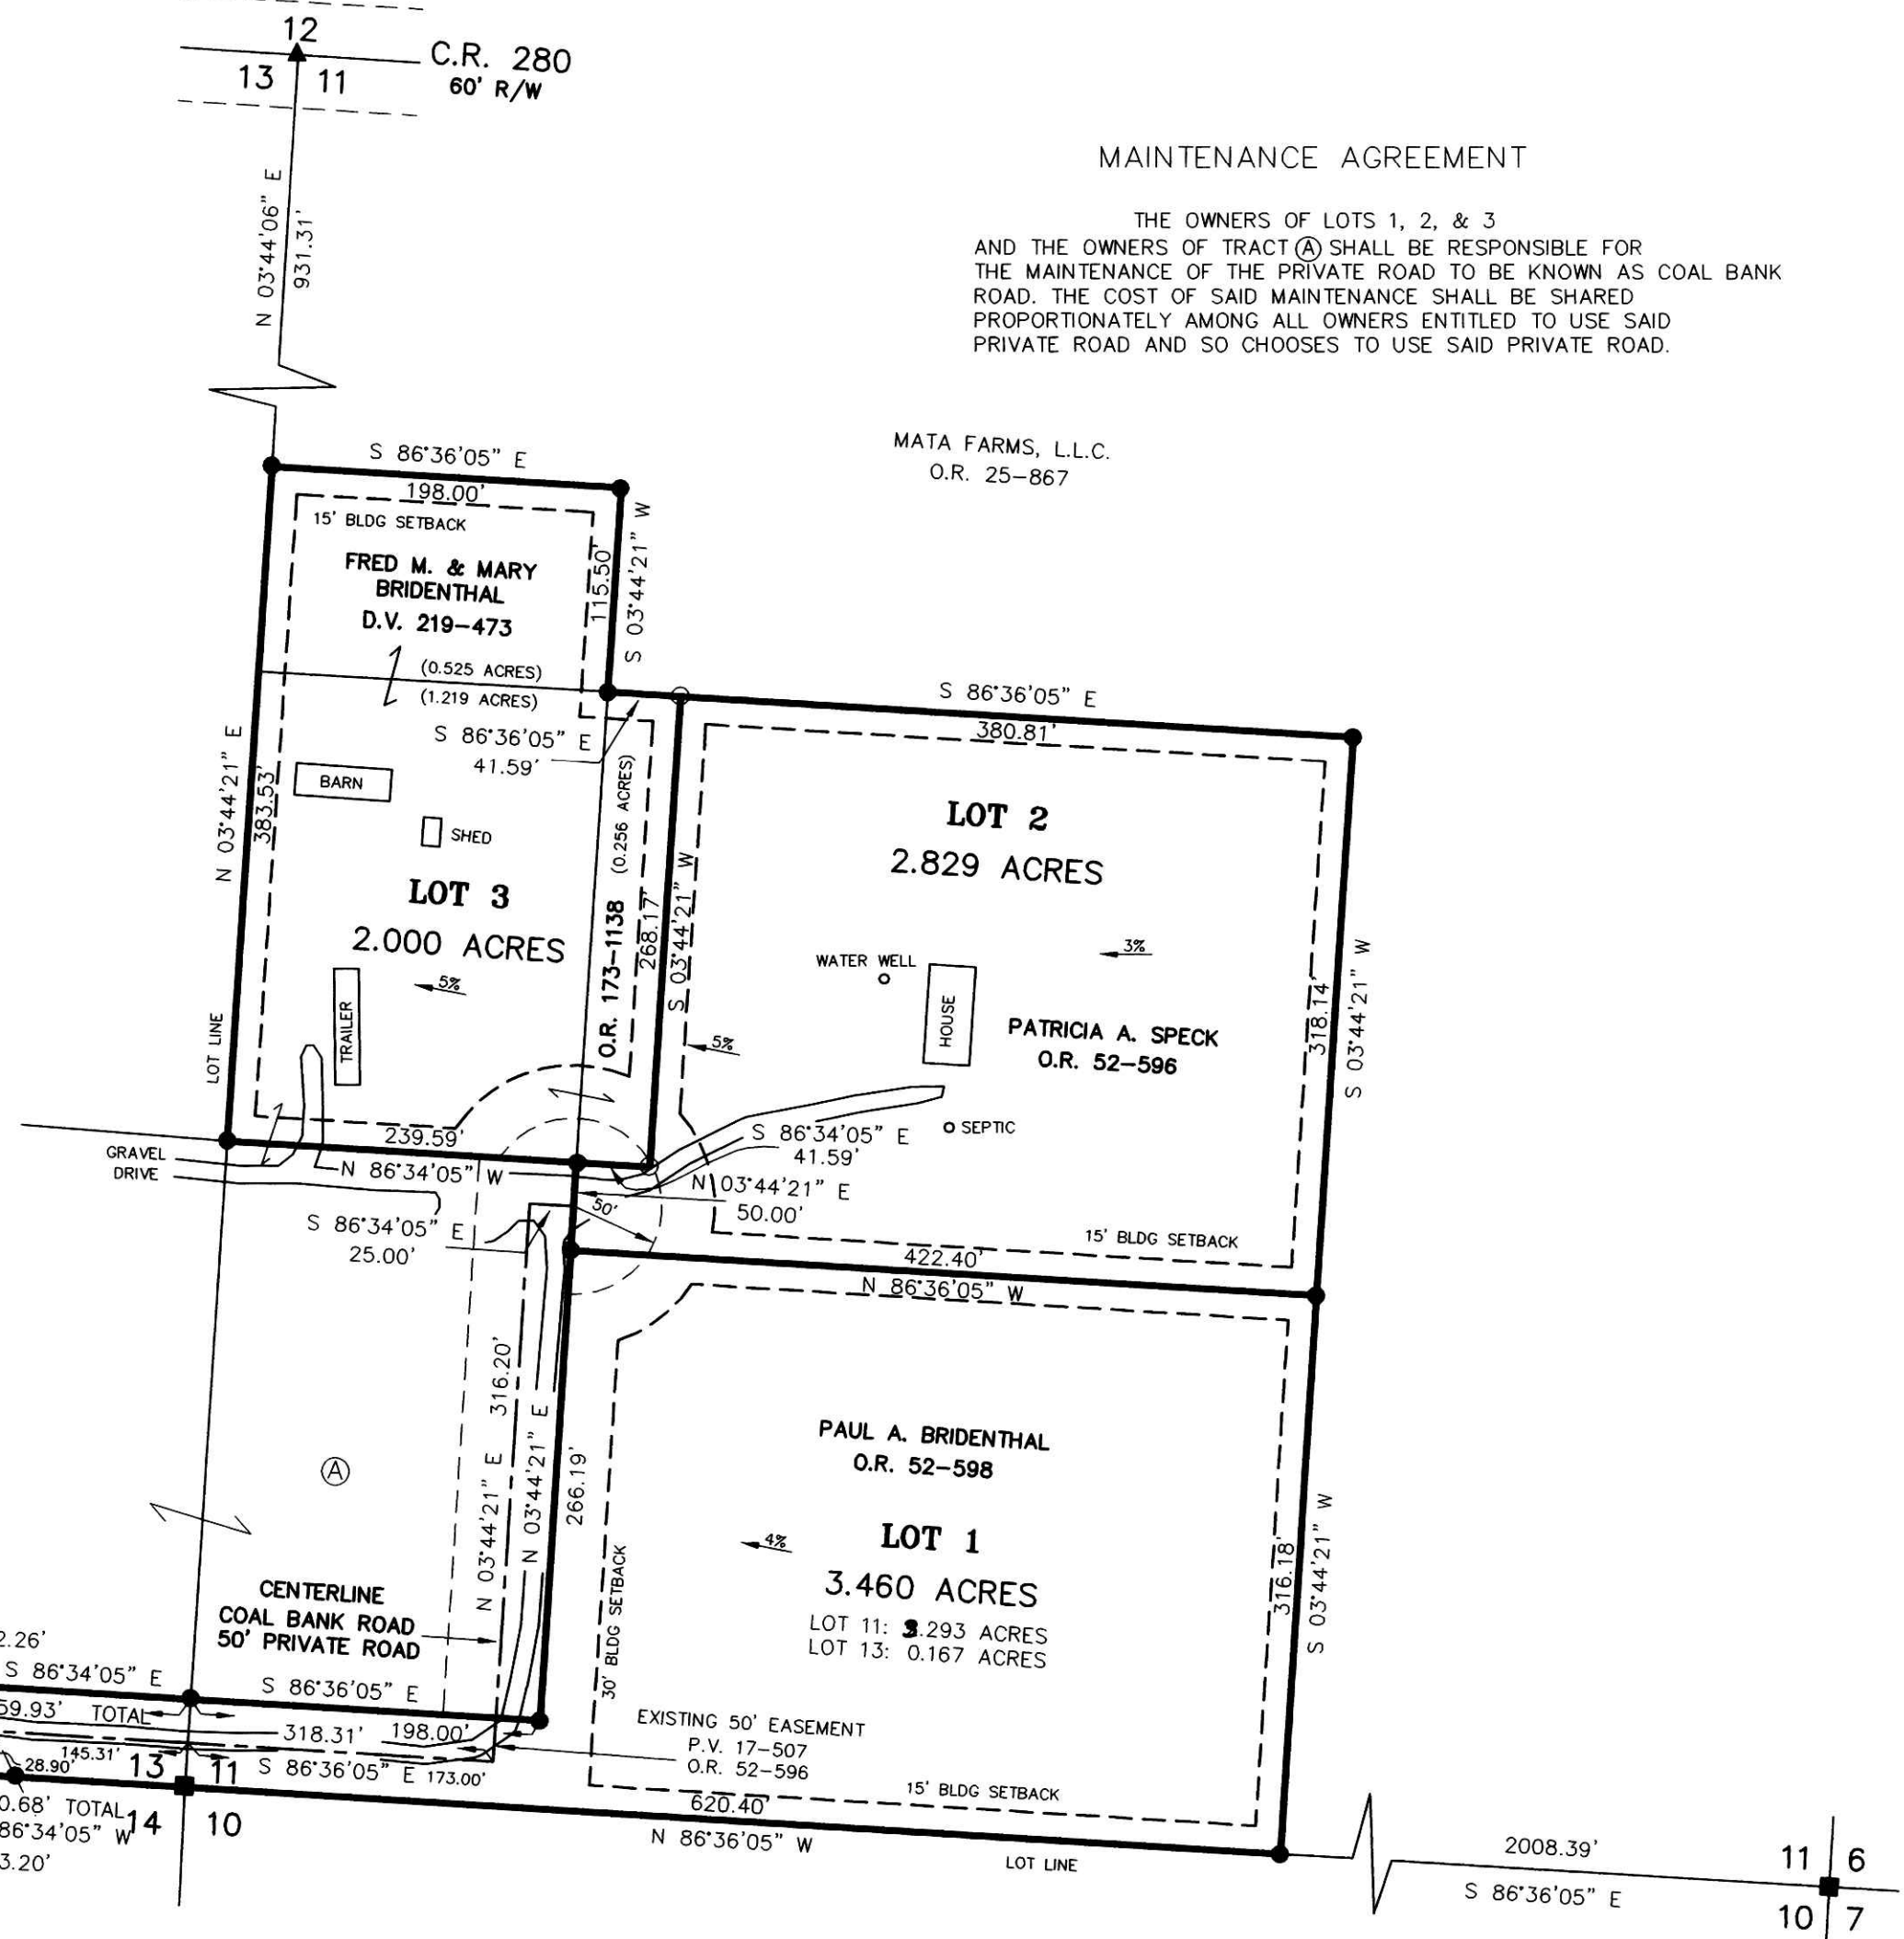 12
13 11
C.R. 280
60' R/W
N 03°44'06" E
931.31'
MAINTENANCE AGREEMENT
THE OWNERS OF LOTS 1, 2, & 3
AND THE OWNERS OF TRACT Ⓐ SHALL BE RESPONSIBLE FOR
THE MAINTENANCE OF THE PRIVATE ROAD TO BE KNOWN AS COAL BANK
ROAD. THE COST OF SAID MAINTENANCE SHALL BE SHARED
PROPORTIONATELY AMONG ALL OWNERS ENTITLED TO USE SAID
PRIVATE ROAD AND SO CHOOSES TO USE SAID PRIVATE ROAD.
MATA FARMS, L.L.C.
O.R. 25-867
S 86°36'05" E
198.00'
15' BLDG SETBACK
FRED M. & MARY
BRIDENTHAL
D.V. 219-473
115.50'
S 03°44'21" W
(0.525 ACRES)
(1.219 ACRES)
S 86°36'05" E
41.59'
S 86°36'05" E
380.81'
N 03°44'21" E
383.53'
BARN
SHED
LOT 3
2.000 ACRES
5%
TRAILER
LOT LINE
O.R. 173-1138 (0.256 ACRES)
268.17'
S 03°44'21" W
LOT 2
2.829 ACRES
WATER WELL
3%
HOUSE
5%
PATRICIA A. SPECK
O.R. 52-596
318.14'
S 03°44'21" W
SEPTIC
239.59'
GRAVEL
DRIVE
N 86°34'05" W
S 86°34'05" E
41.59'
N 03°44'21" E
50.00'
50'
S 86°34'05" E
25.00'
15' BLDG SETBACK
422.40'
N 86°36'05" W
N 03°44'21" E 316.20'
N 03°44'21" E
266.19'
PAUL A. BRIDENTHAL
O.R. 52-598
LOT 1
4%
3.460 ACRES
LOT 11: 3.293 ACRES
LOT 13: 0.167 ACRES
316.18'
S 03°44'21" W
30' BLDG SETBACK
Ⓐ
CENTERLINE
COAL BANK ROAD
50' PRIVATE ROAD
2.26'
S 86°34'05" E
S 86°36'05" E
59.93' TOTAL
318.31' 198.00'
145.31'
28.90'
13 11
S 86°36'05" E 173.00'
0.68' TOTAL
86°34'05" W
3.20'
14 10
EXISTING 50' EASEMENT
P.V. 17-507
O.R. 52-596
15' BLDG SETBACK
620.40'
N 86°36'05" W
LOT LINE
2008.39'
S 86°36'05" E
11 6
10 7